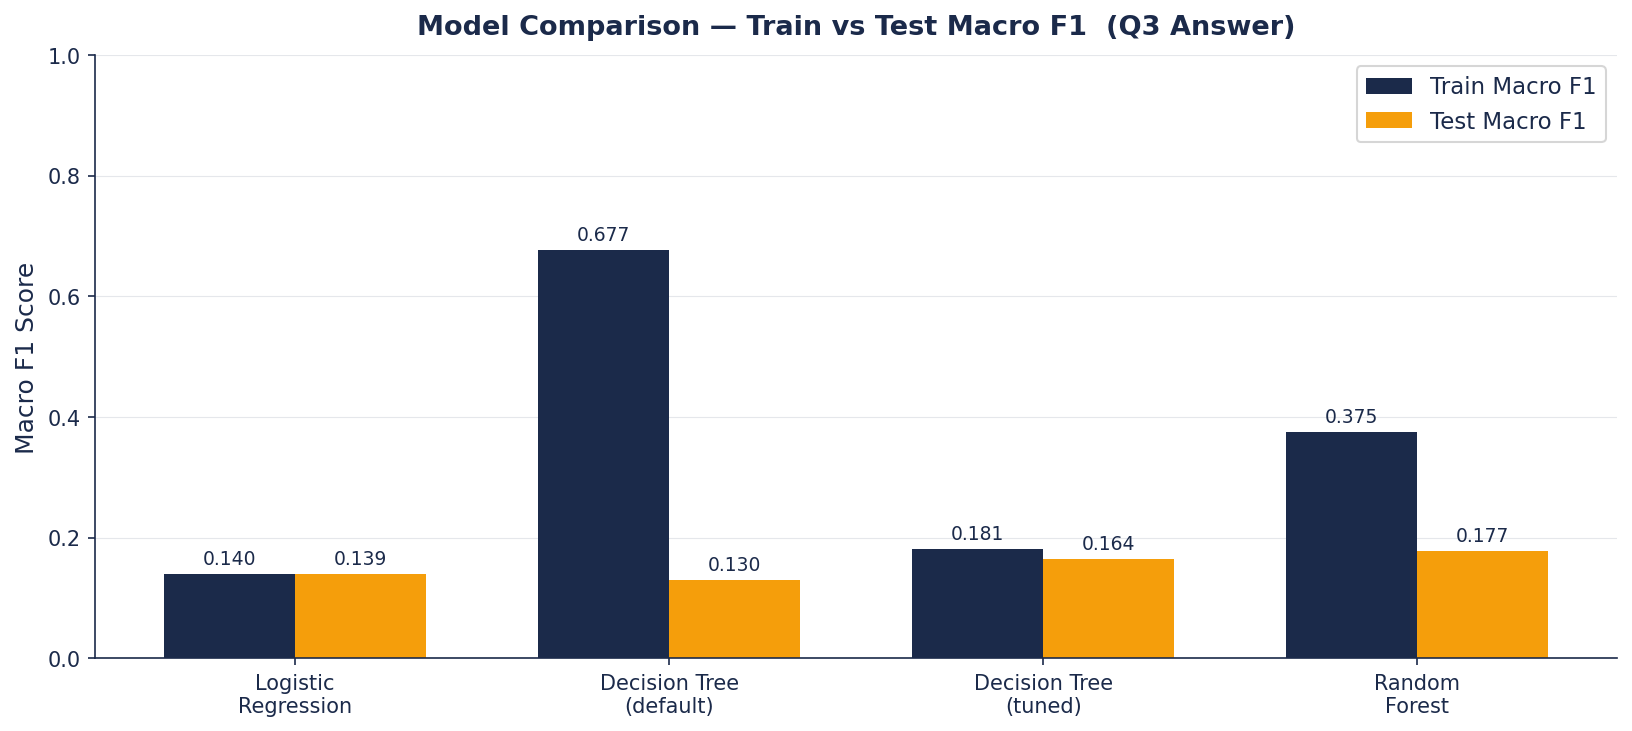 Model Comparison — Train vs Test Macro F1 (Q3 Answer)
Train Macro F1
Test Macro F1
Macro F1 Score
1.0
0.8
0.6
0.4
0.2
0.0
0.140
0.139
0.677
0.130
0.181
0.164
0.375
0.177
Logistic
Regression
Decision Tree
(default)
Decision Tree
(tuned)
Random
Forest